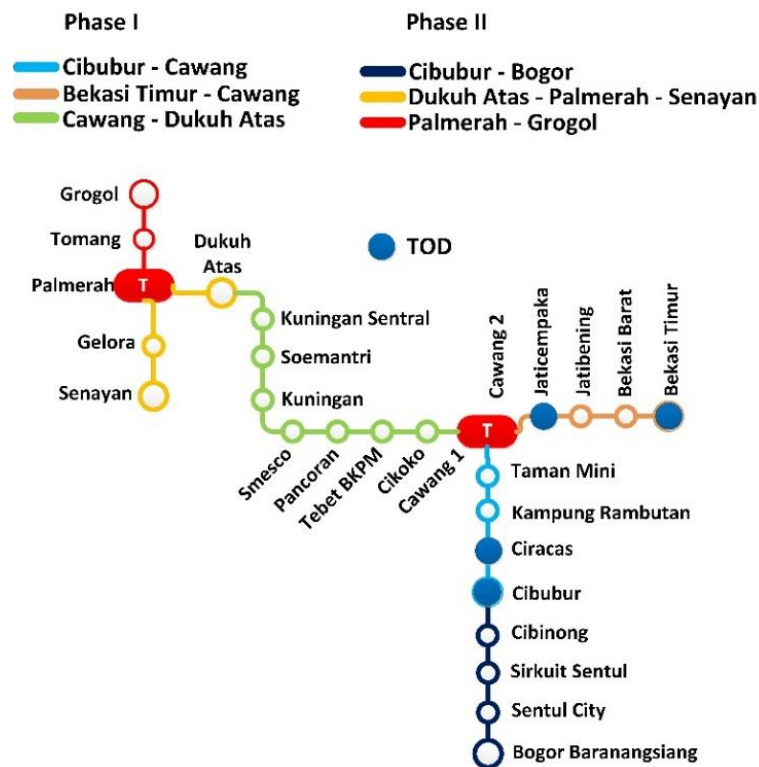 Phase I
Cibubur - Cawang
Bekasi Timur - Cawang
Cawang - Dukuh Atas
Phase II
Cibubur - Bogor
Dukuh Atas - Palmerah - Senayan
Palmerah - Grogol
Grogol
Tomang
Palmerah
T
Dukuh
Atas
TOD
Gelora
Senayan
Kuningan Sentral
Soemantri
Kuningan
Smesco
Pancoran
Tebet BKPM
Cikoko
Cawang 1
Cawang 2
T
Jaticempaka
Jatibening
Bekasi Barat
Bekasi Timur
Taman Mini
Kampung Rambutan
Ciracas
Cibubur
Cibinong
Sirkuit Sentul
Sentul City
Bogor Baranangsiang